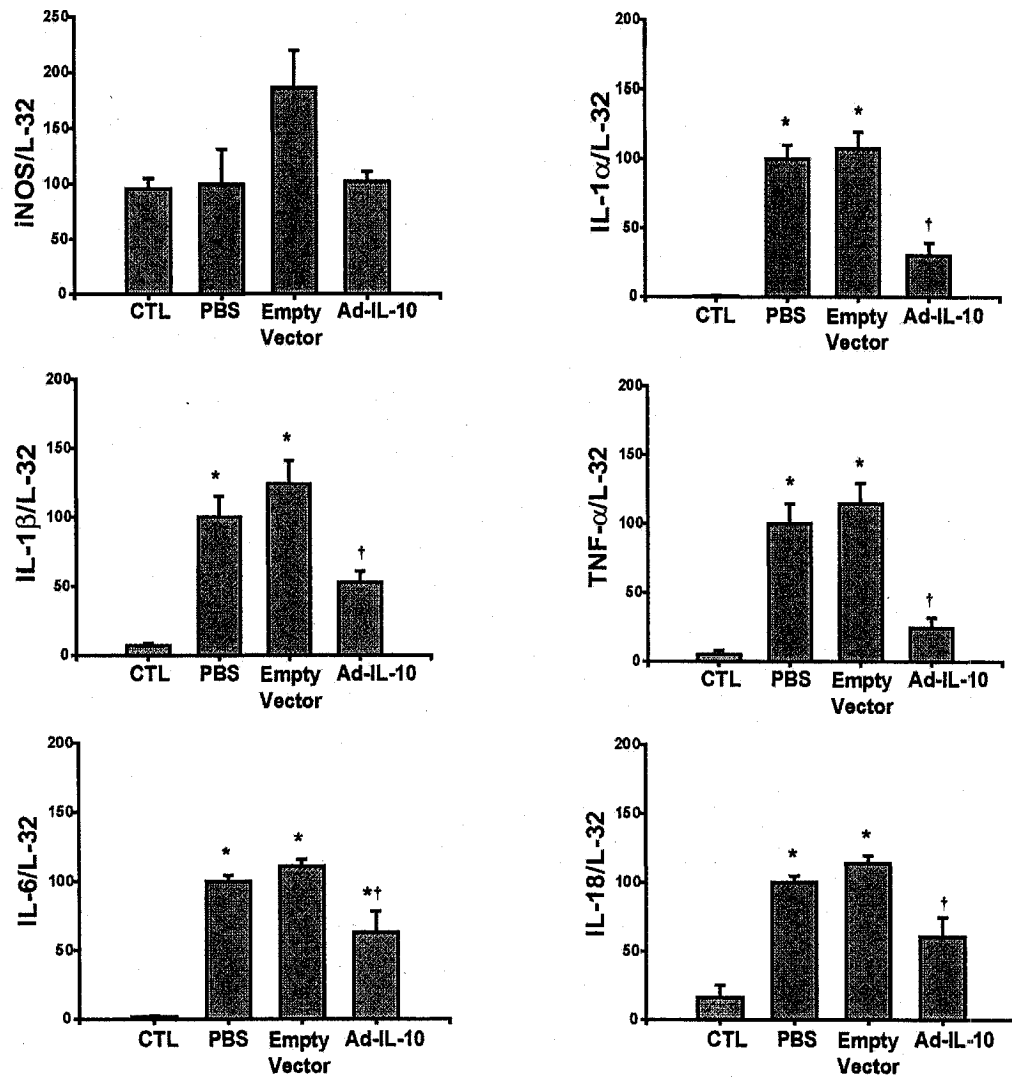 iNOS/L-32
250
200
150
100
50
0
CTL PBS Empty Ad-IL-10
Vector
IL-1α/L-32
200
150
100
50
0
* * †
CTL PBS Empty Ad-IL-10
Vector
IL-1β/L-32
200
150
100
50
0
* * †
CTL PBS Empty Ad-IL-10
Vector
TNF-α/L-32
200
150
100
50
0
* * †
CTL PBS Empty Ad-IL-10
Vector
IL-6/L-32
200
150
100
50
0
* * *†
CTL PBS Empty Ad-IL-10
Vector
IL-18/L-32
200
150
100
50
0
* * †
CTL PBS Empty Ad-IL-10
Vector